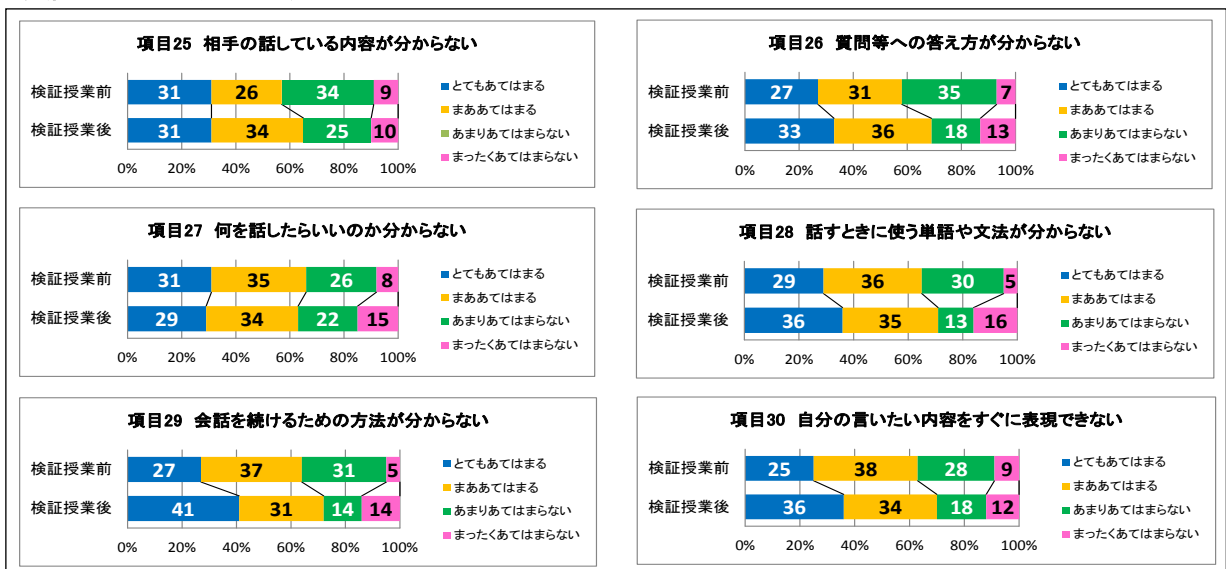 項目25 相手の話している内容が分からない
検証授業前 31 26 34 9
検証授業後 31 34 25 10
0% 20% 40% 60% 80% 100%
とてもあてはまる
まああてはまる
あまりあてはまらない
まったくあてはまらない
項目26 質問等への答え方が分からない
検証授業前 27 31 35 7
検証授業後 33 36 18 13
0% 20% 40% 60% 80% 100%
とてもあてはまる
まああてはまる
あまりあてはまらない
まったくあてはまらない
項目27 何を話したらいいのか分からない
検証授業前 31 35 26 8
検証授業後 29 34 22 15
0% 20% 40% 60% 80% 100%
とてもあてはまる
まああてはまる
あまりあてはまらない
まったくあてはまらない
項目28 話すときに使う単語や文法が分からない
検証授業前 29 36 30 5
検証授業後 36 35 13 16
0% 20% 40% 60% 80% 100%
とてもあてはまる
まああてはまる
あまりあてはまらない
まったくあてはまらない
項目29 会話を続けるための方法が分からない
検証授業前 27 37 31 5
検証授業後 41 31 14 14
0% 20% 40% 60% 80% 100%
とてもあてはまる
まああてはまる
あまりあてはまらない
まったくあてはまらない
項目30 自分の言いたい内容をすぐに表現できない
検証授業前 25 38 28 9
検証授業後 36 34 18 12
0% 20% 40% 60% 80% 100%
とてもあてはまる
まああてはまる
あまりあてはまらない
まったくあてはまらない